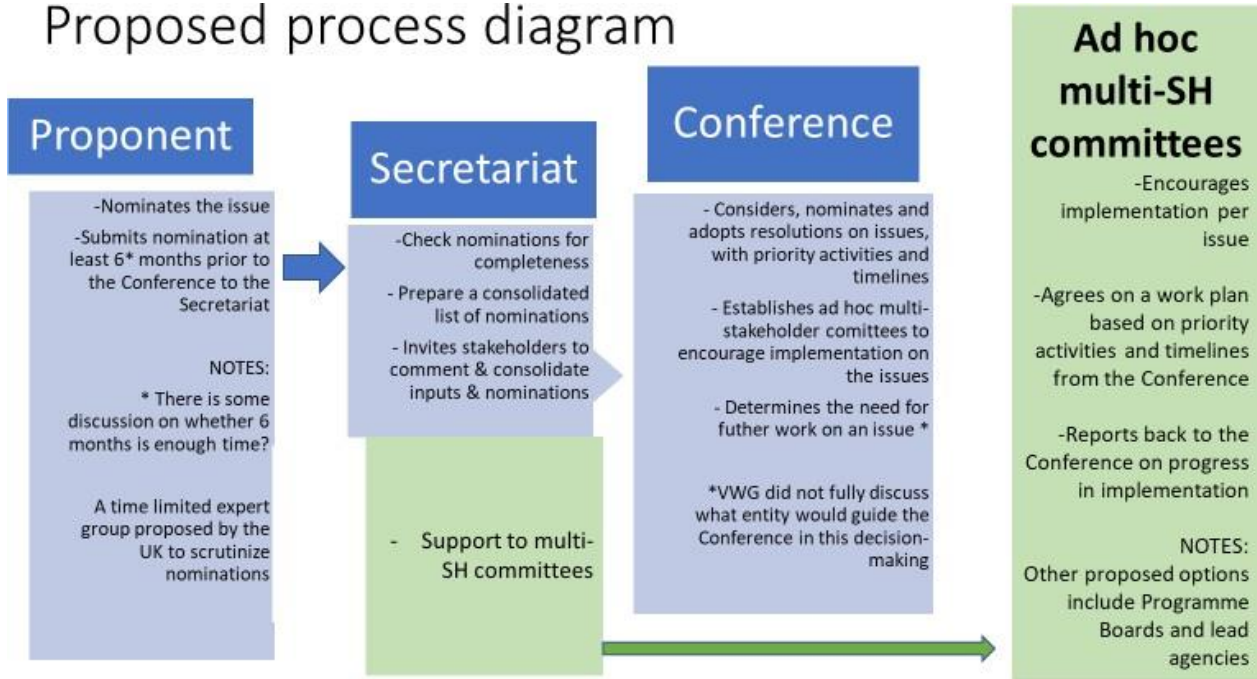 Proposed process diagram
Proponent
-Nominates the issue
-Submits nomination at
least 6* months prior to
the Conference to the
Secretariat
NOTES:
* There is some
discussion on whether 6
months is enough time?
A time limited expert
group proposed by the
UK to scrutinize
nominations
Secretariat
-Check nominations for
completeness
- Prepare a consolidated
list of nominations
- Invites stakeholders to
comment & consolidate
inputs & nominations
- Support to multi-
SH committees
Conference
- Considers, nominates and
adopts resolutions on issues,
with priority activities and
timelines
- Establishes ad hoc multi-
stakeholder comittees to
encourage implementation on
the issues
- Determines the need for
futher work on an issue *
*VWG did not fully discuss
what entity would guide the
Conference in this decision-
making
Ad hoc
multi-SH
committees
-Encourages
implementation per
issue
-Agrees on a work plan
based on priority
activities and timelines
from the Conference
-Reports back to the
Conference on progress
in implementation
NOTES:
Other proposed options
include Programme
Boards and lead
agencies